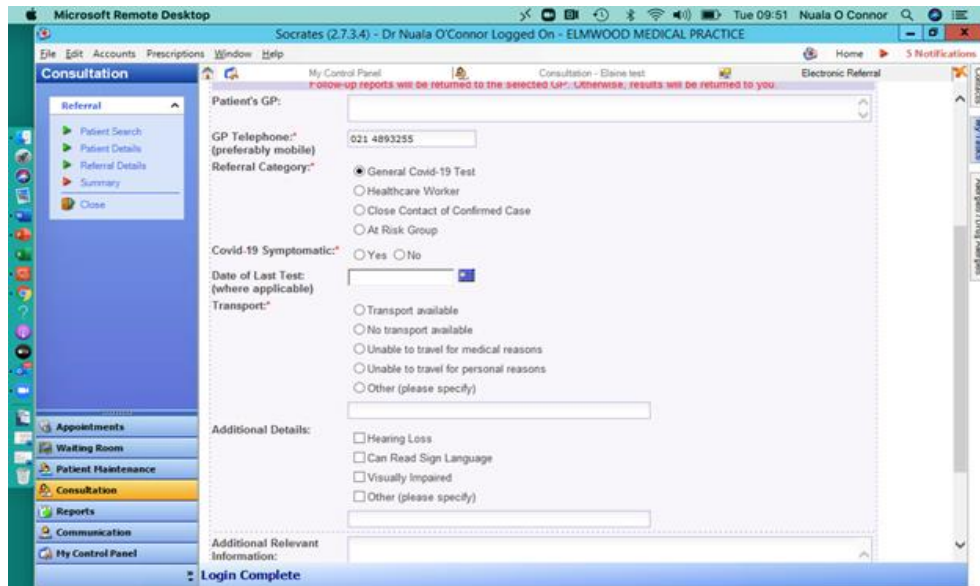 Microsoft Remote Desktop
Tue 09:51 Nuala O Connor
Socrates (2.7.3.4) - Dr Nuala O'Connor Logged On - ELMWOOD MEDICAL PRACTICE
File Edit Accounts Prescriptions Window Help
Home
5 Notifications
Consultation
My Control Panel
Consultation - Elaine test
Electronic Referral
Follow-up reports will be returned to the selected GP. Otherwise, results will be returned to you.
Referral
Patient Search
Patient Details
Referral Details
Summary
Close
Patient's GP:
GP Telephone:*
(preferably mobile)
021 4893255
Referral Category:*
General Covid-19 Test
Healthcare Worker
Close Contact of Confirmed Case
At Risk Group
Covid-19 Symptomatic:*
Yes No
Date of Last Test:
(where applicable)
Transport:*
Transport available
No transport available
Unable to travel for medical reasons
Unable to travel for personal reasons
Other (please specify)
Additional Details:
Hearing Loss
Can Read Sign Language
Visually Impaired
Other (please specify)
Additional Relevant
Information:
Appointments
Waiting Room
Patient Maintenance
Consultation
Reports
Communication
My Control Panel
Login Complete